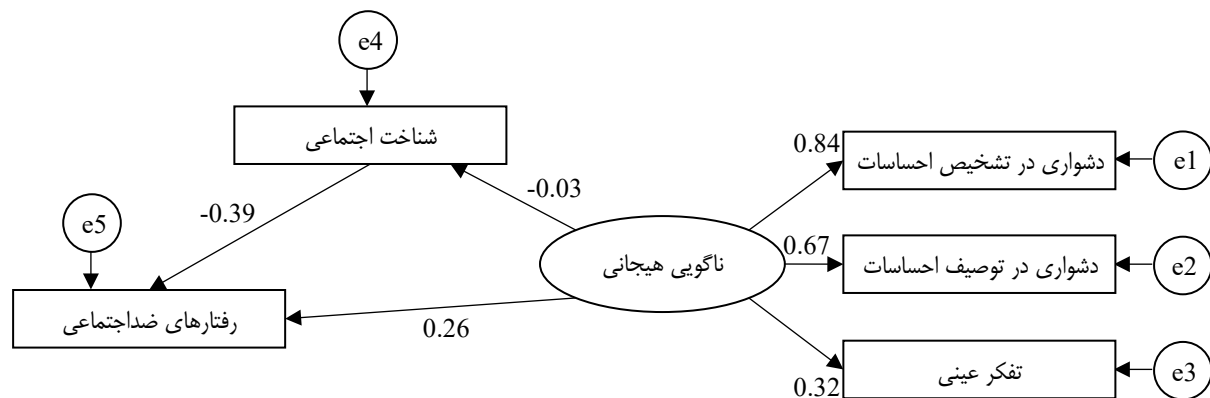 e4
شناخت اجتماعی
0.84
دشواری در تشخیص احساسات
e1
-0.03
-0.39
e5
ناگویی هیجانی
0.67
دشواری در توصیف احساسات
e2
رفتارهای ضداجتماعی
0.26
تفکر عینی
e3
0.32